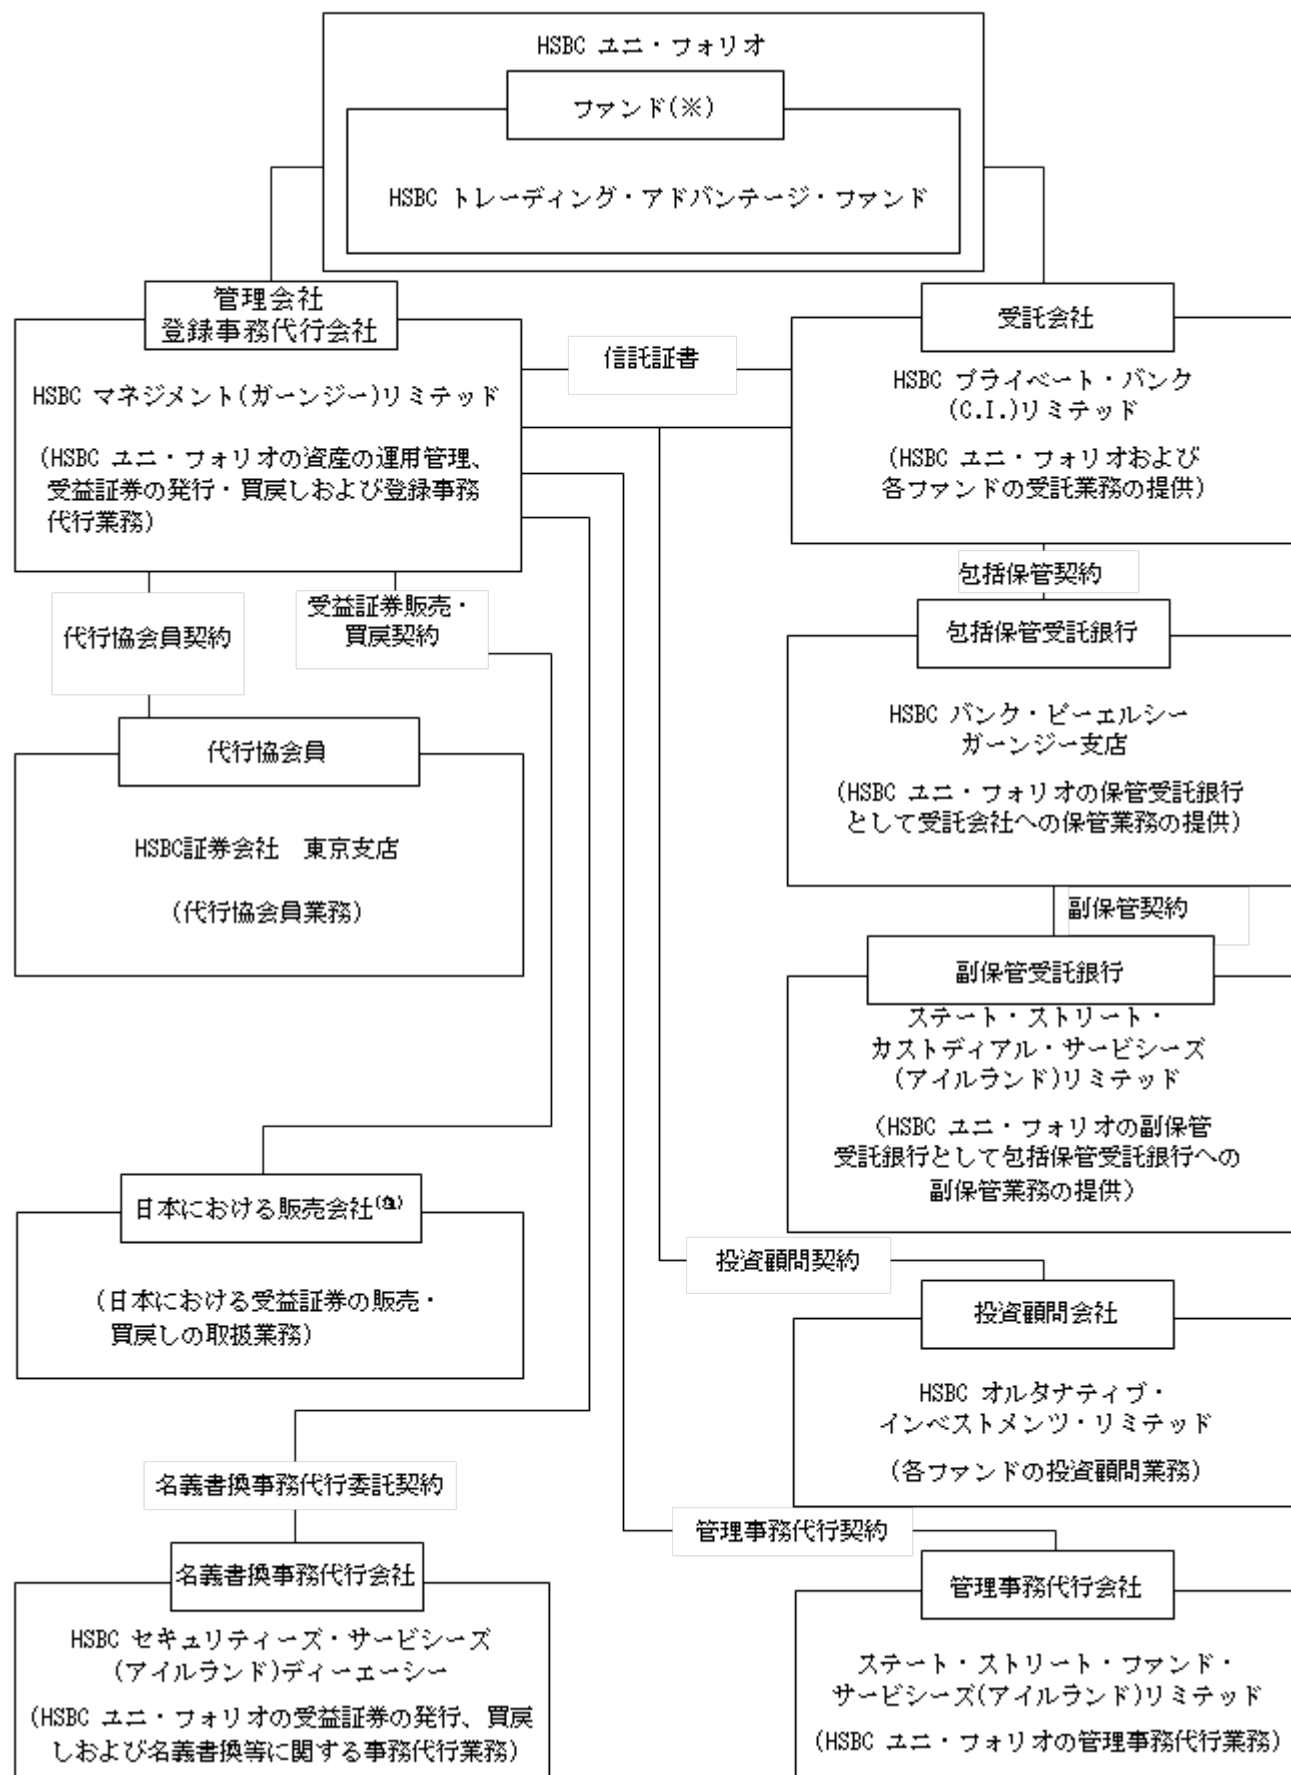 HSBC ユニ・フォリオ
ファンド(※)
HSBC トレーディング・アドバンテージ・ファンド
管理会社
登録事務代行会社
HSBC マネジメント(ガーンジー)リミテッド
(HSBC ユニ・フォリオの資産の運用管理、
受益証券の発行・買戻しおよび登録事務
代行業務)
信託証書
受託会社
HSBC プライベート・バンク
(C.I.)リミテッド
(HSBC ユニ・フォリオおよび
各ファンドの受託業務の提供)
代行協会員契約
受益証券販売・
買戻契約
包括保管契約
包括保管受託銀行
HSBC バンク・ピーエルシー
ガーンジー支店
(HSBC ユニ・フォリオの保管受託銀行
として受託会社への保管業務の提供)
代行協会員
HSBC証券会社 東京支店
(代行協会員業務)
副保管契約
副保管受託銀行
ステート・ストリート・
カストディアル・サービシーズ
(アイルランド)リミテッド
(HSBC ユニ・フォリオの副保管
受託銀行として包括保管受託銀行への
副保管業務の提供)
日本における販売会社
(日本における受益証券の販売・
買戻しの取扱業務)
投資顧問契約
投資顧問会社
HSBC オルタナティブ・
インベストメンツ・リミテッド
(各ファンドの投資顧問業務)
名義書換事務代行委託契約
名義書換事務代行会社
HSBC セキュリティーズ・サービシーズ
(アイルランド)ディーエーシー
(HSBC ユニ・フォリオの受益証券の発行、買戻
しおよび名義書換等に関する事務代行業務)
管理事務代行契約
管理事務代行会社
ステート・ストリート・ファンド・
サービシーズ(アイルランド)リミテッド
(HSBC ユニ・フォリオの管理事務代行業務)